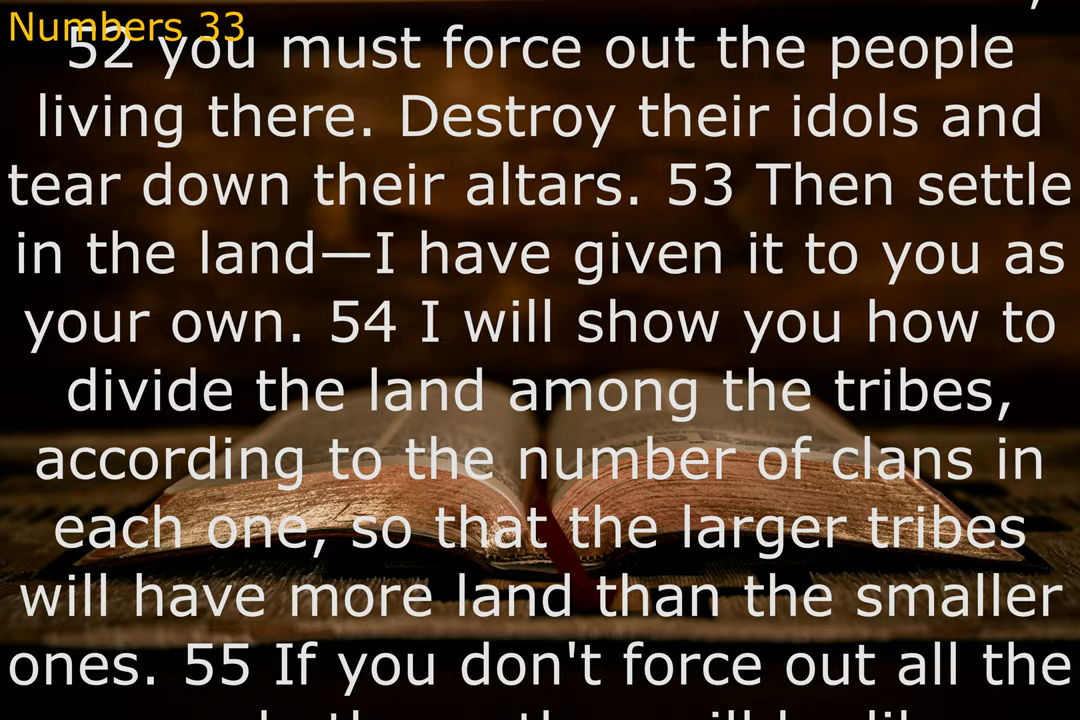 Numbers 33
52 you must force out the people
living there. Destroy their idols and
tear down their altars. 53 Then settle
in the land—I have given it to you as
your own. 54 I will show you how to
divide the land among the tribes,
according to the number of clans in
each one, so that the larger tribes
will have more land than the smaller
ones. 55 If you don't force out all the